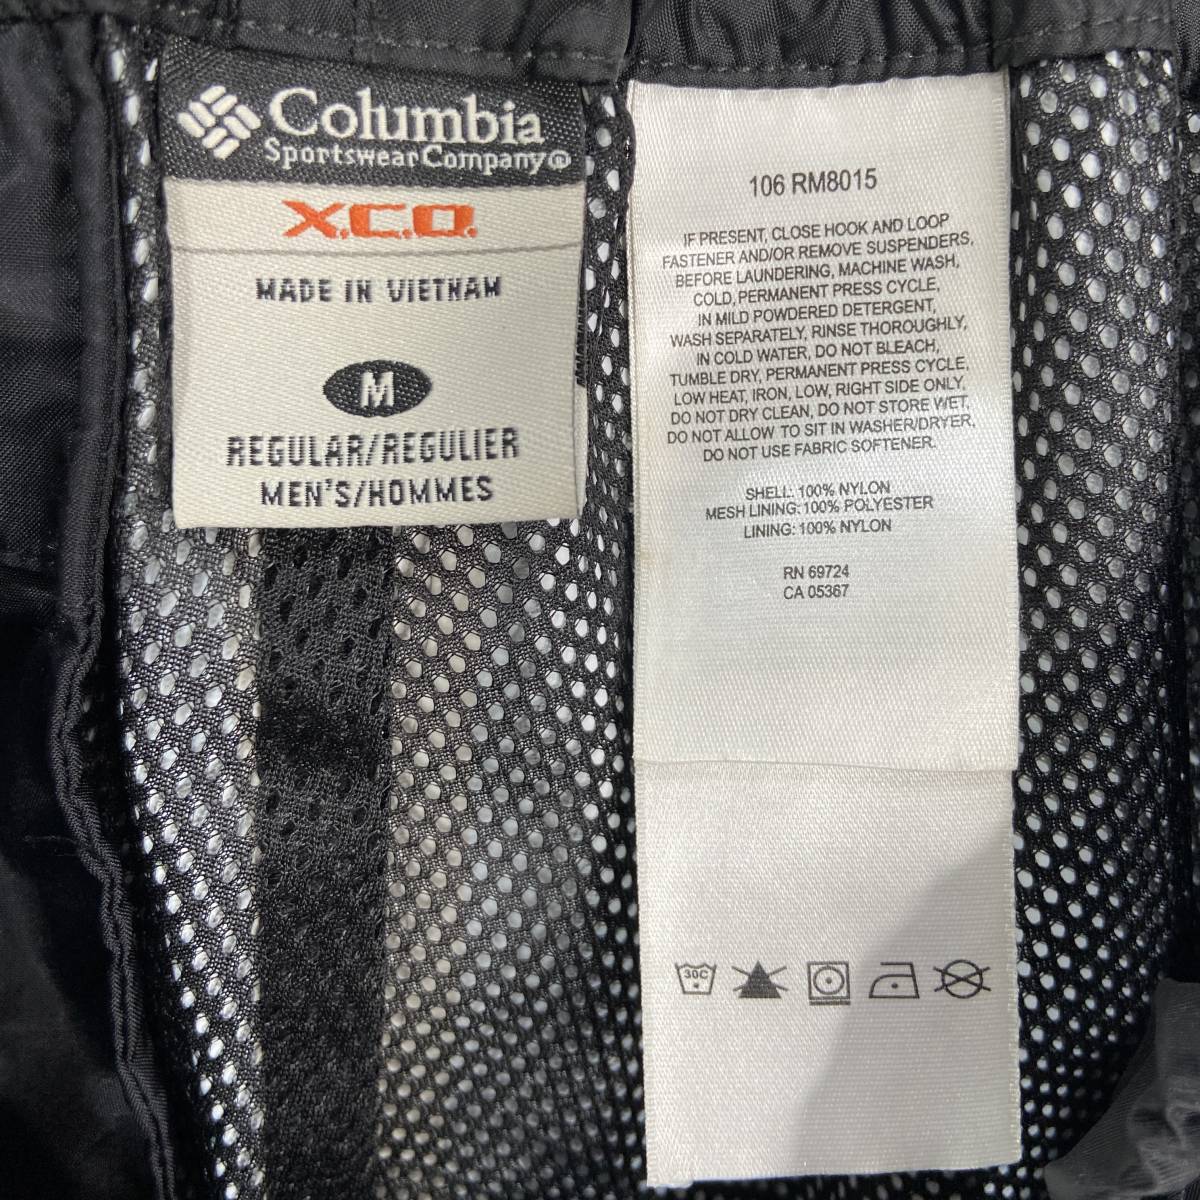 Columbia
Sportswear Company®
X.C.O.
MADE IN VIETNAM
M
REGULAR/REGULIER
MEN'S/HOMMES
106 RM8015
IF PRESENT, CLOSE HOOK AND LOOP
FASTENER AND/OR REMOVE SUSPENDERS,
BEFORE LAUNDERING, MACHINE WASH,
COLD, PERMANENT PRESS CYCLE,
IN MILD POWDERED DETERGENT,
WASH SEPARATELY, RINSE THOROUGHLY,
IN COLD WATER, DO NOT BLEACH,
TUMBLE DRY, PERMANENT PRESS CYCLE,
LOW HEAT, IRON, LOW, RIGHT SIDE ONLY,
DO NOT DRY CLEAN, DO NOT STORE WET,
DO NOT ALLOW TO SIT IN WASHER/DRYER,
DO NOT USE FABRIC SOFTENER.
SHELL: 100% NYLON
MESH LINING: 100% POLYESTER
LINING: 100% NYLON
RN 69724
CA 05367
30C